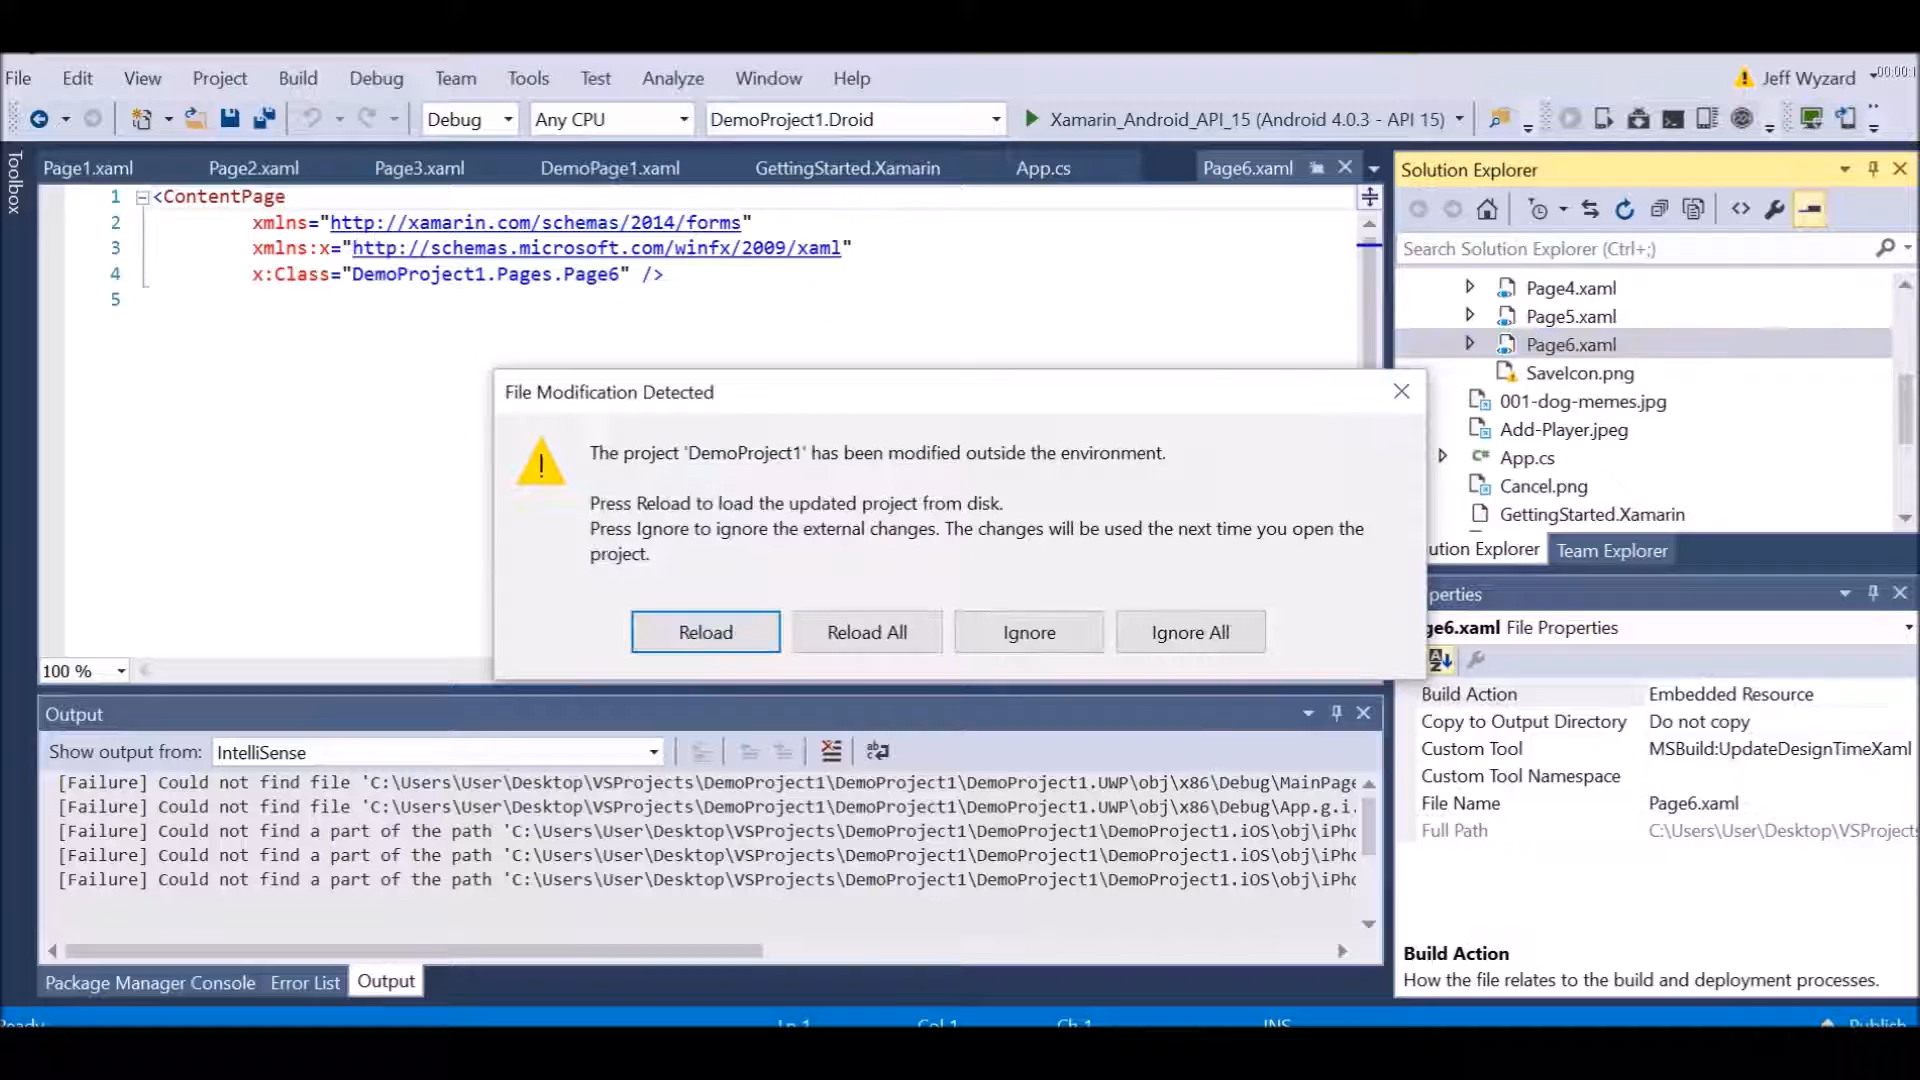 File Edit View Project Build Debug Team Tools Test Analyze Window Help Jeff Wyzard
Debug Any CPU DemoProject1.Droid Xamarin_Android_API_15 (Android 4.0.3 - API 15)
Toolbox
Page1.xaml Page2.xaml Page3.xaml DemoPage1.xaml GettingStarted.Xamarin App.cs Page6.xaml
1 <ContentPage
2 xmlns="http://xamarin.com/schemas/2014/forms"
3 xmlns:x="http://schemas.microsoft.com/winfx/2009/xaml"
4 x:Class="DemoProject1.Pages.Page6" />
5
100 %
File Modification Detected
The project 'DemoProject1' has been modified outside the environment.
Press Reload to load the updated project from disk.
Press Ignore to ignore the external changes. The changes will be used the next time you open the
project.
Reload Reload All Ignore Ignore All
Solution Explorer
Search Solution Explorer (Ctrl+;)
Page4.xaml
Page5.xaml
Page6.xaml
SaveIcon.png
001-dog-memes.jpg
Add-Player.jpeg
C# App.cs
Cancel.png
GettingStarted.Xamarin
ution Explorer Team Explorer
perties
ge6.xaml File Properties
Build Action Embedded Resource
Copy to Output Directory Do not copy
Custom Tool MSBuild:UpdateDesignTimeXaml
Custom Tool Namespace
File Name Page6.xaml
Full Path C:\Users\User\Desktop\VSProjects
Build Action
How the file relates to the build and deployment processes.
Output
Show output from: IntelliSense
[Failure] Could not find file 'C:\Users\User\Desktop\VSProjects\DemoProject1\DemoProject1\DemoProject1.UWP\obj\x86\Debug\MainPage
[Failure] Could not find file 'C:\Users\User\Desktop\VSProjects\DemoProject1\DemoProject1\DemoProject1.UWP\obj\x86\Debug\App.g.i.
[Failure] Could not find a part of the path 'C:\Users\User\Desktop\VSProjects\DemoProject1\DemoProject1\DemoProject1.iOS\obj\iPho
[Failure] Could not find a part of the path 'C:\Users\User\Desktop\VSProjects\DemoProject1\DemoProject1\DemoProject1.iOS\obj\iPho
[Failure] Could not find a part of the path 'C:\Users\User\Desktop\VSProjects\DemoProject1\DemoProject1\DemoProject1.iOS\obj\iPho
Package Manager Console Error List Output
Ready Ln 1 Col 1 Ch 1 INS Publish